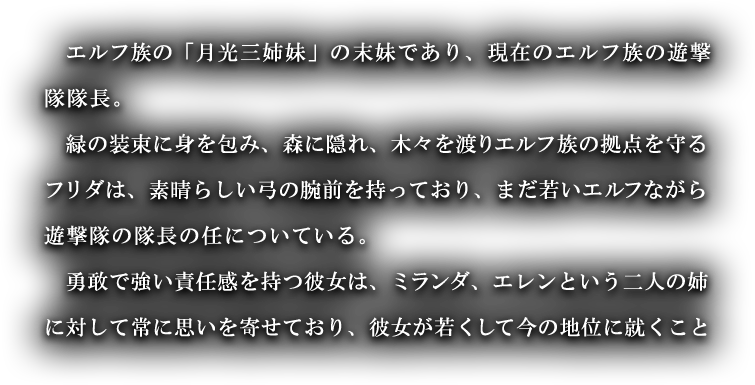 エルフ族の「月光三姉妹」の末妹であり、現在のエルフ族の遊撃
隊隊長。
緑の装束に身を包み、森に隠れ、木々を渡りエルフ族の拠点を守る
フリダは、素晴らしい弓の腕前を持っており、まだ若いエルフながら
遊撃隊の隊長の任についている。
勇敢で強い責任感を持つ彼女は、ミランダ、エレンという二人の姉
に対して常に思いを寄せており、彼女が若くして今の地位に就くこと